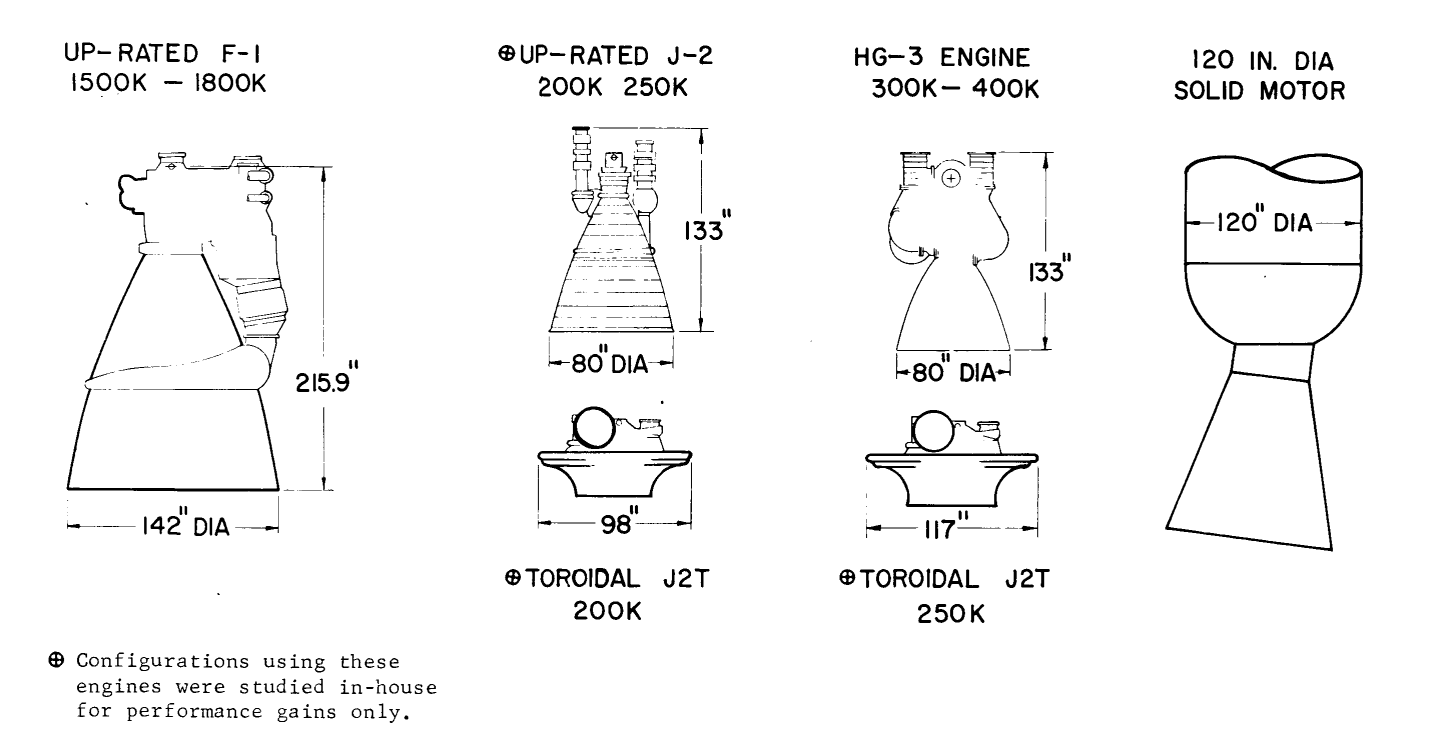 UP-RATED F-1
1500K - 1800K
⊕UP-RATED J-2
200K 250K
HG-3 ENGINE
300K- 400K
120 IN. DIA
SOLID MOTOR
215.9"
142" DIA
133"
80" DIA
133"
80" DIA
120" DIA
98"
⊕TOROIDAL J2T
200K
117"
⊕TOROIDAL J2T
250K
⊕ Configurations using these
engines were studied in-house
for performance gains only.